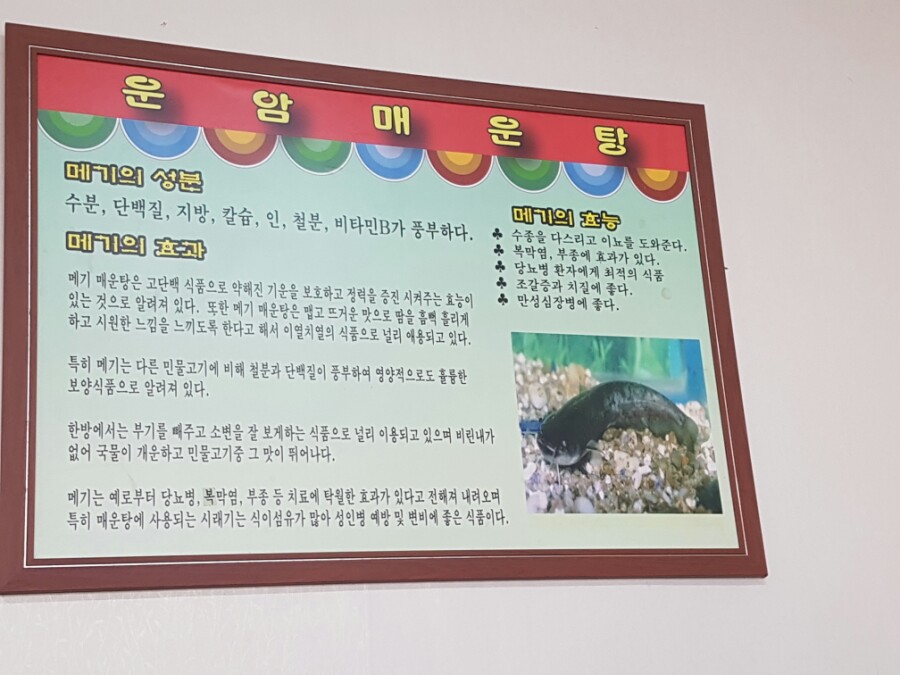 운 암 매 운 탕
메기의 성분
수분, 단백질, 지방, 칼슘, 인, 철분, 비타민B가 풍부하다.
메기의 효과
메기 매운탕은 고단백 식품으로 약해진 기운을 보호하고 정력을 증진 시켜주는 효능이
있는 것으로 알려져 있다. 또한 메기 매운탕은 맵고 뜨거운 맛으로 땀을 흠뻑 흘리게
하고 시원한 느낌을 느끼도록 한다고 해서 이열치열의 식품으로 널리 애용되고 있다.
특히 메기는 다른 민물고기에 비해 철분과 단백질이 풍부하여 영양적으로도 훌륭한
보양식품으로 알려져 있다.
한방에서는 부기를 빼주고 소변을 잘 보게하는 식품으로 널리 이용되고 있으며 비린내가
없어 국물이 개운하고 민물고기중 그 맛이 뛰어나다.
메기는 예로부터 당뇨병, 복막염, 부종 등 치료에 탁월한 효과가 있다고 전해져 내려오며
특히 매운탕에 사용되는 시래기는 식이섬유가 많아 성인병 예방 및 변비에 좋은 식품이다.
메기의 효능
♣ 수종을 다스리고 이뇨를 도와준다.
♣ 복막염, 부종에 효과가 있다.
♣ 당뇨병 환자에게 최적의 식품
♣ 조갈증과 치질에 좋다.
♣ 만성심장병에 좋다.